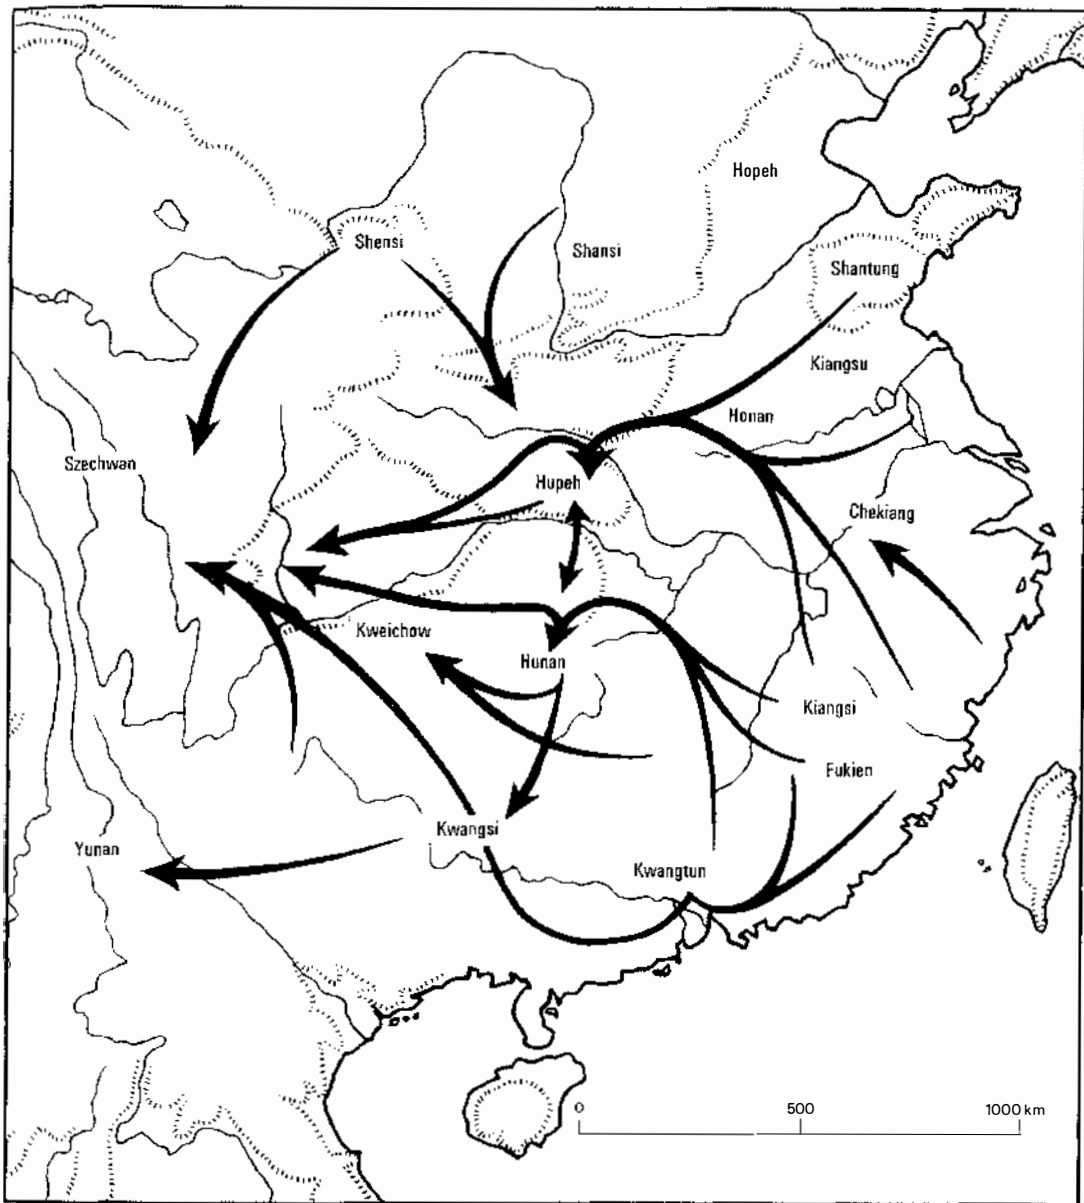 Hopeh
Shensi
Shansi
Shantung
Kiangsu
Honan
Szechwan
Hupeh
Chekiang
Kweichow
Hunan
Kiangsi
Fukien
Kwangsi
Yunan
Kwangtun
0 500 1000 km